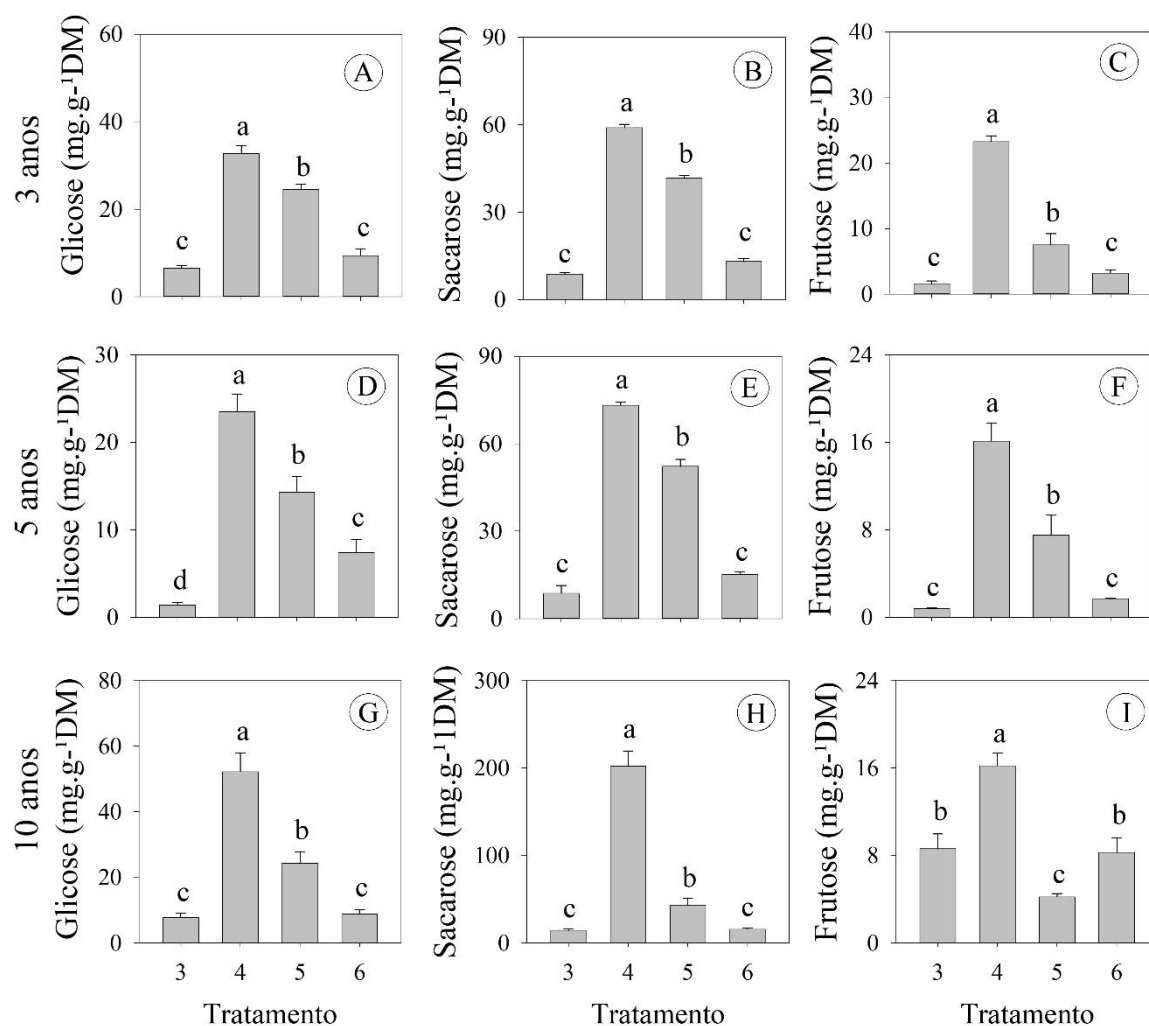 3 anos
Glicose (mg.g-¹DM)
60
40
20
0
c
a
b
c
A
Sacarose (mg.g-¹DM)
90
60
30
0
c
a
b
c
B
Frutose (mg.g-¹DM)
40
30
20
10
0
c
a
b
c
C
5 anos
Glicose (mg.g-¹DM)
30
20
10
0
d
a
b
c
D
Sacarose (mg.g-¹DM)
90
60
30
0
c
a
b
c
E
Frutose (mg.g-¹DM)
24
16
8
0
c
a
b
c
F
10 anos
Glicose (mg.g-¹DM)
80
60
40
20
0
c
a
b
c
G
3 4 5 6
Tratamento
Sacarose (mg.g-¹1DM)
300
200
100
0
c
a
b
c
H
3 4 5 6
Tratamento
Frutose (mg.g-¹DM)
24
16
8
0
b
a
c
b
I
3 4 5 6
Tratamento